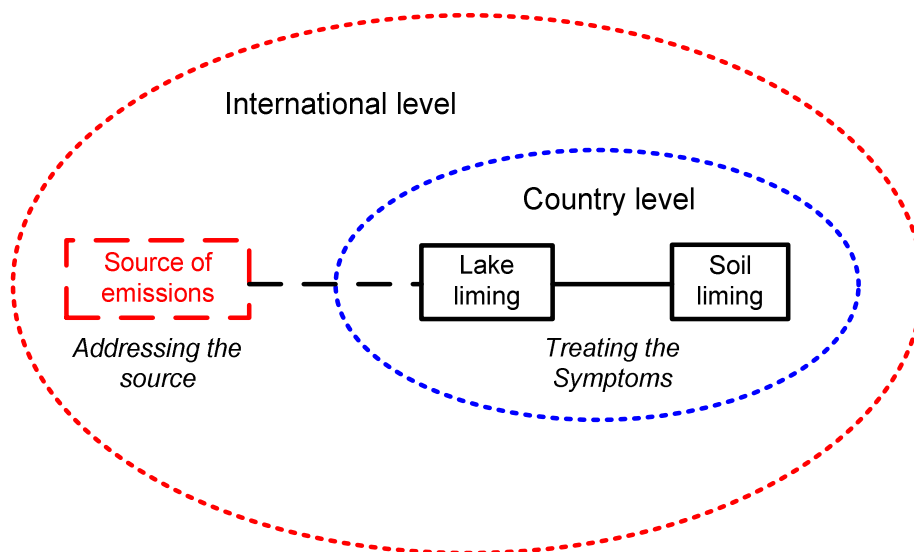 International level
Country level
Source of
emissions
Lake
liming
Soil
liming
Addressing the
source
Treating the
Symptoms